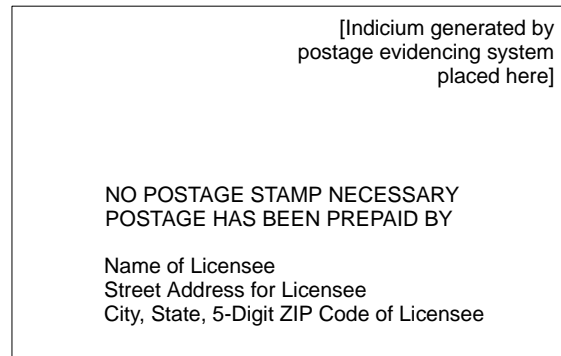 [Indicium generated by
postage evidencing system
placed here]
NO POSTAGE STAMP NECESSARY
POSTAGE HAS BEEN PREPAID BY
Name of Licensee
Street Address for Licensee
City, State, 5-Digit ZIP Code of Licensee